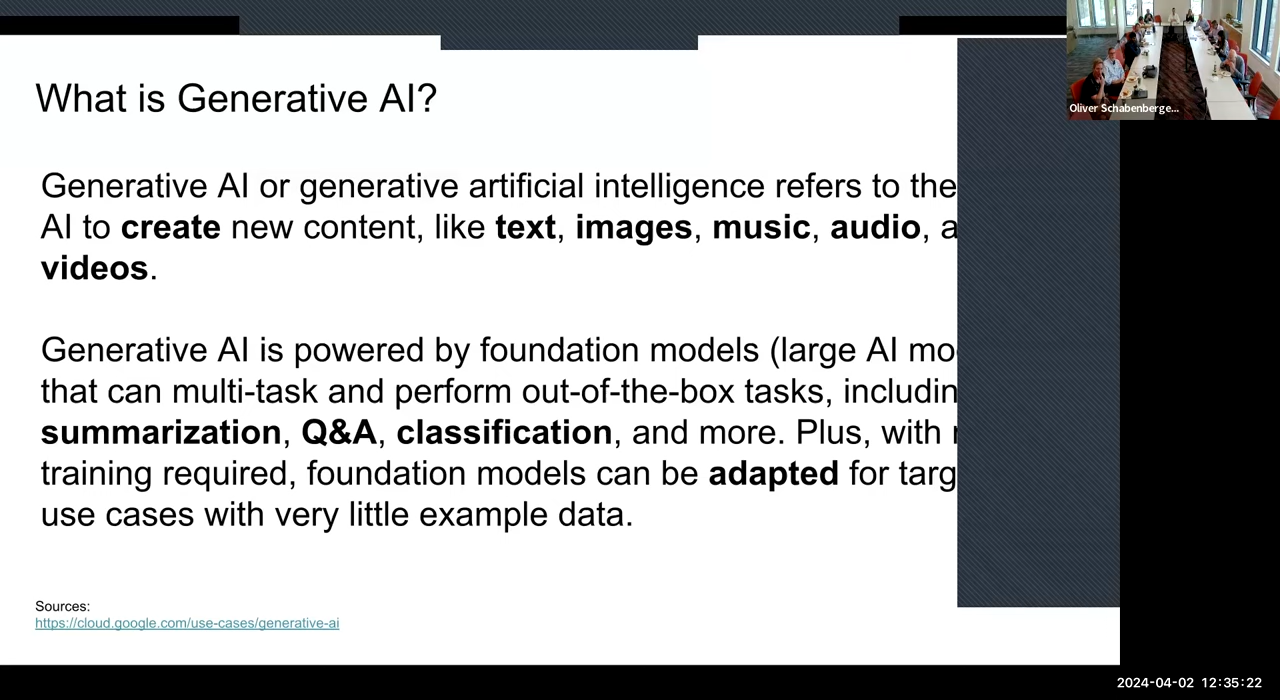 What is Generative AI?
Oliver Schabenberge...
Generative AI or generative artificial intelligence refers to the
AI to create new content, like text, images, music, audio, a
videos.
Generative AI is powered by foundation models (large AI mo
that can multi-task and perform out-of-the-box tasks, includin
summarization, Q&A, classification, and more. Plus, with
training required, foundation models can be adapted for targ
use cases with very little example data.
Sources:
https://cloud.google.com/use-cases/generative-ai
2024-04-02 12:35:22